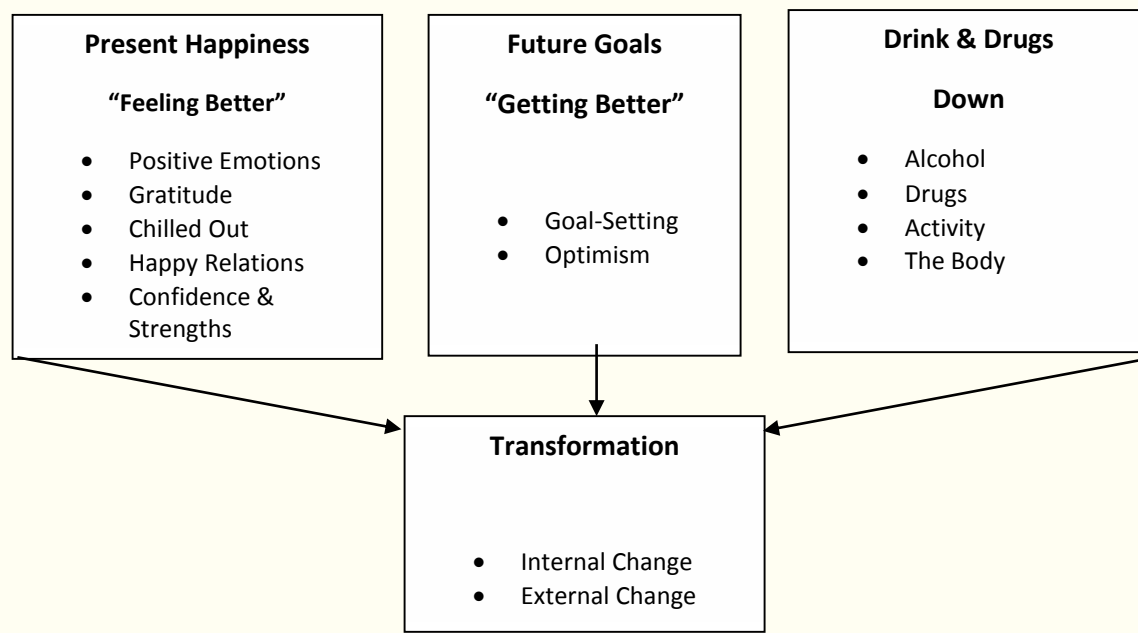 Present Happiness
“Feeling Better”
• Positive Emotions
• Gratitude
• Chilled Out
• Happy Relations
• Confidence &
Strengths
Future Goals
“Getting Better”
• Goal-Setting
• Optimism
Drink & Drugs
Down
• Alcohol
• Drugs
• Activity
• The Body
Transformation
• Internal Change
• External Change